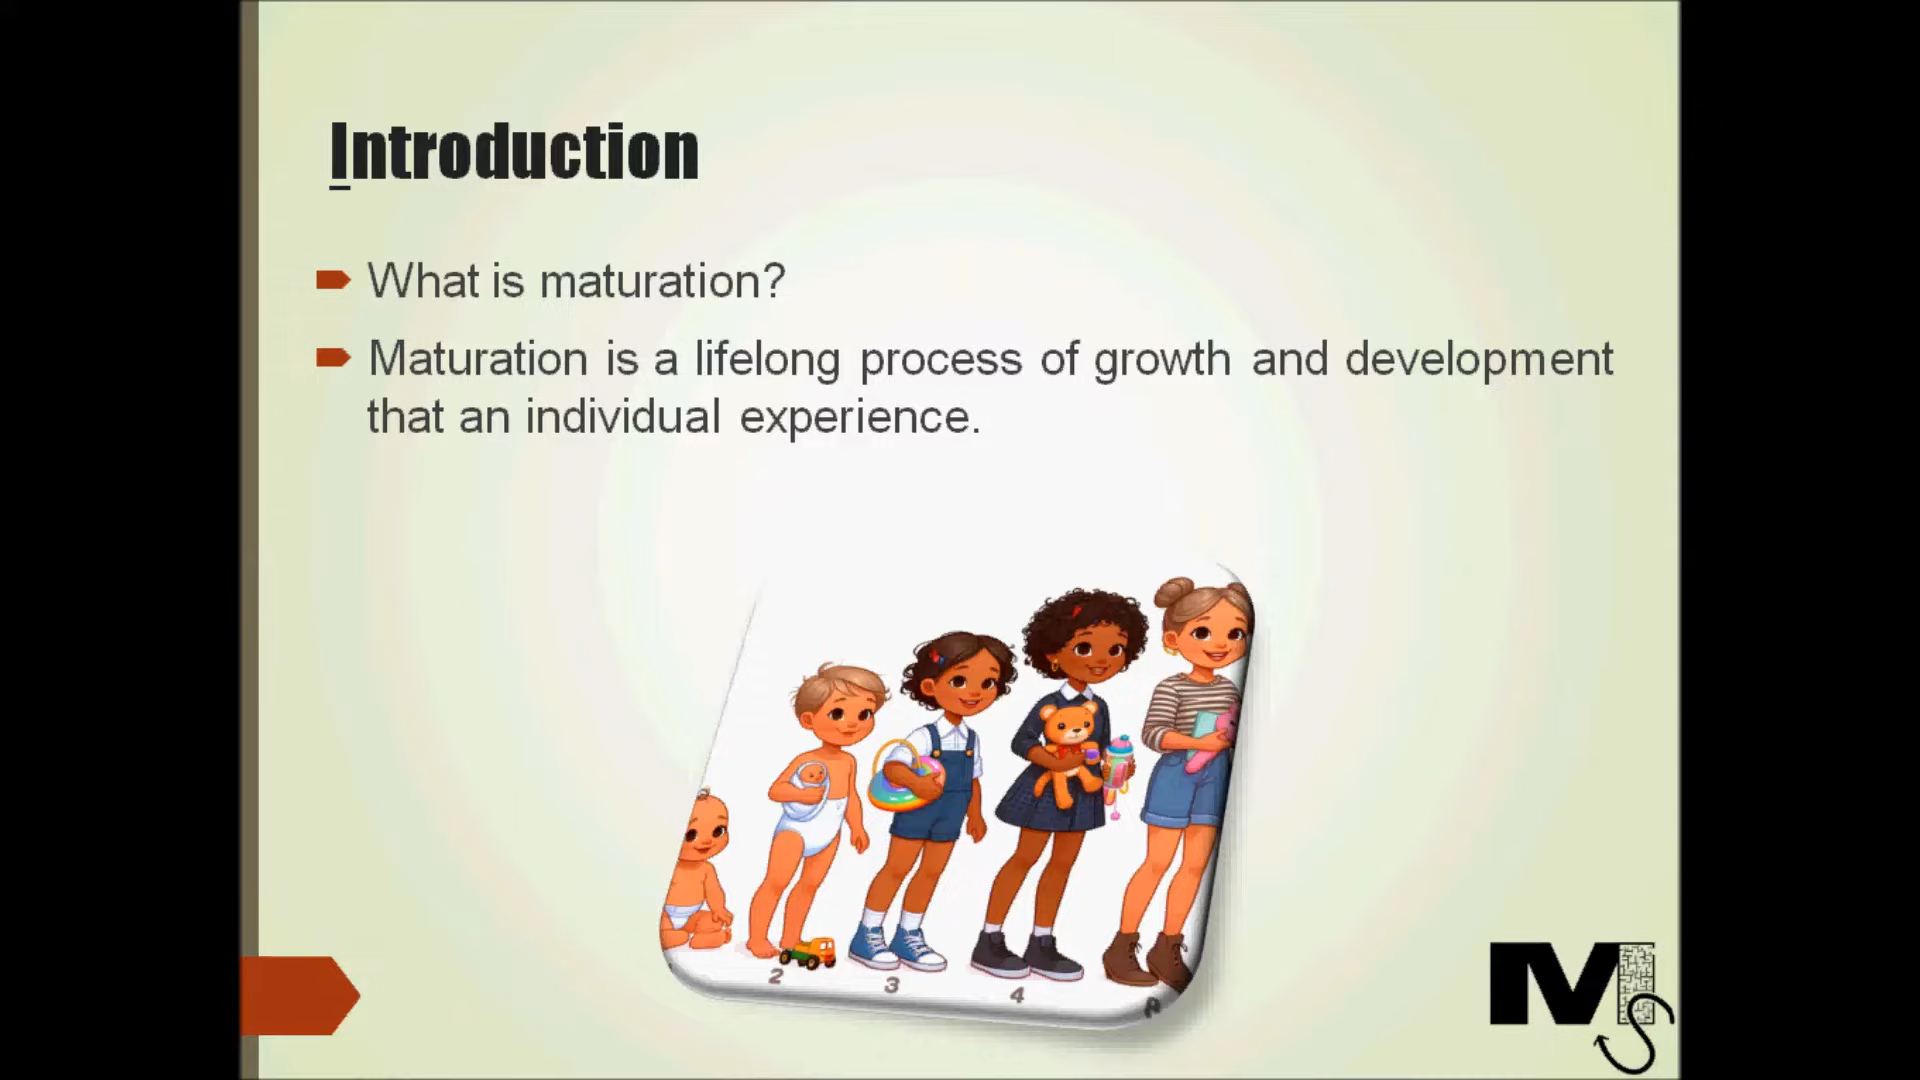 Introduction
What is maturation?
Maturation is a lifelong process of growth and development
that an individual experience.
2
3
4
MS